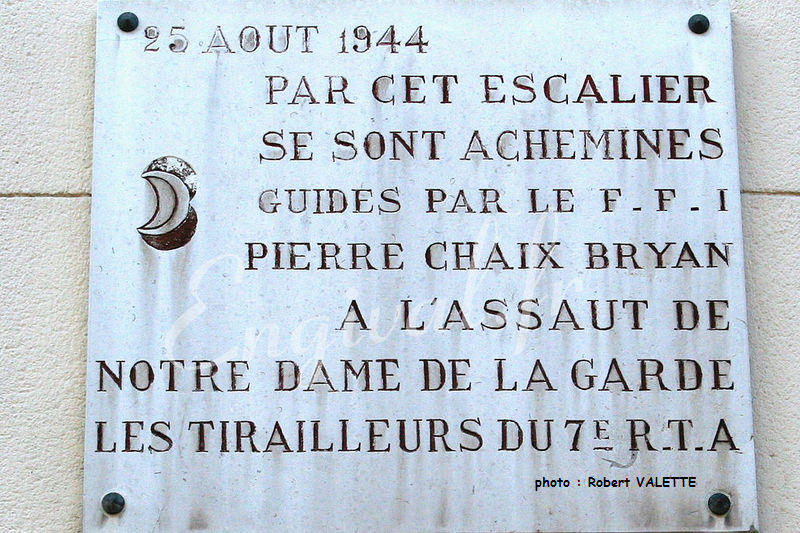 25 AOUT 1944
PAR CET ESCALIER
SE SONT ACHEMINES
GUIDES PAR LE F - F - I
PIERRE CHAIX BRYAN
A L'ASSAUT DE
NOTRE DAME DE LA GARDE
LES TIRAILLEURS DU 7E R.T.A
photo : Robert VALETTE